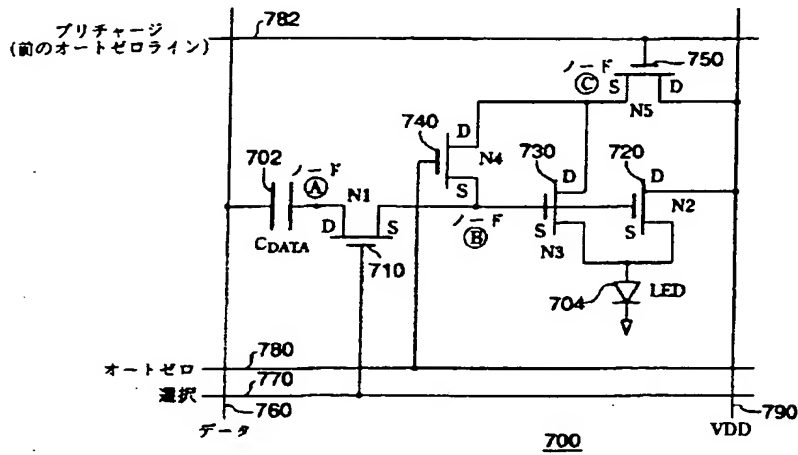 プリチャージ
(前のオートゼロライン)
782
750
ノード
Ⓒ
S
D
N5
740
D
N4
S
730
720
D
D
702
ノード
Ⓐ
N1
D
S
CDATA
710
ノード
Ⓑ
S
N3
S
N2
704
LED
オートゼロ
780
選択
770
760
データ
790
VDD
700